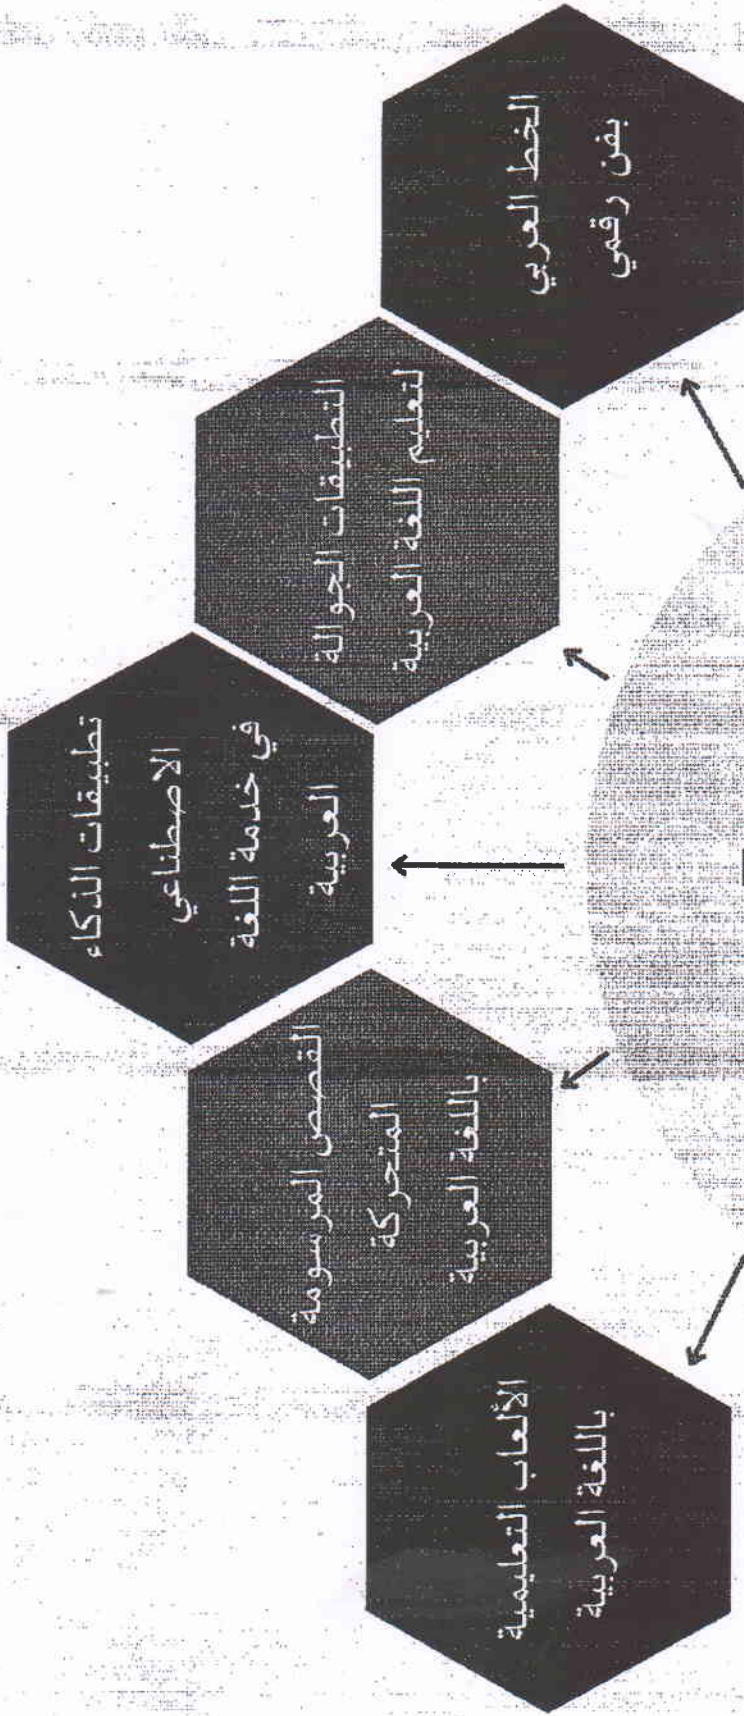 الخط العربي
بفن رقمي
التطبيقات الجوالة
لتعليم اللغة العربية
تطبيقات الذكاء
الاصطناعي
في خدمة اللغة
العربية
القصص المرسومة
المتحركة
باللغة العربية
الألعاب التعليمية
باللغة العربية